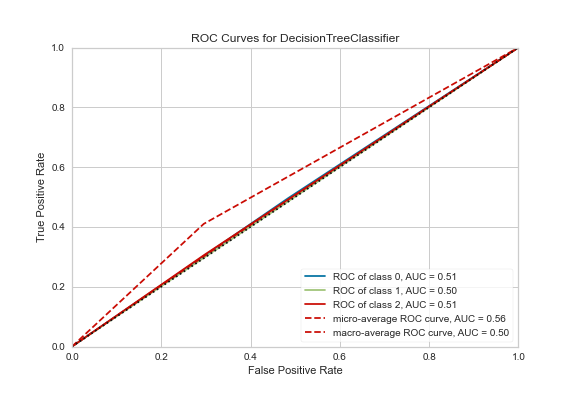 ROC Curves for DecisionTreeClassifier
1.0
0.8
0.6
0.4
0.2
0.0
True Positive Rate
ROC of class 0, AUC = 0.51
ROC of class 1, AUC = 0.50
ROC of class 2, AUC = 0.51
micro-average ROC curve, AUC = 0.56
macro-average ROC curve, AUC = 0.50
0.0 0.2 0.4 0.6 0.8 1.0
False Positive Rate